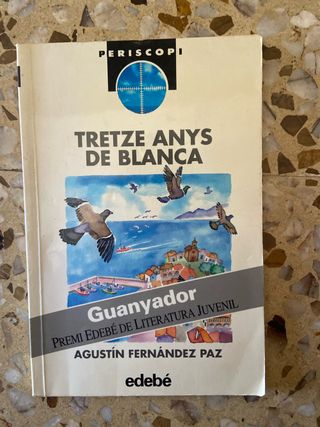 PERISCOPI
TRETZE ANYS
DE BLANCA
Guanyador
PREMI EDEBÉ DE LITERATURA JUVENIL
AGUSTÍN FERNÁNDEZ PAZ
edebé